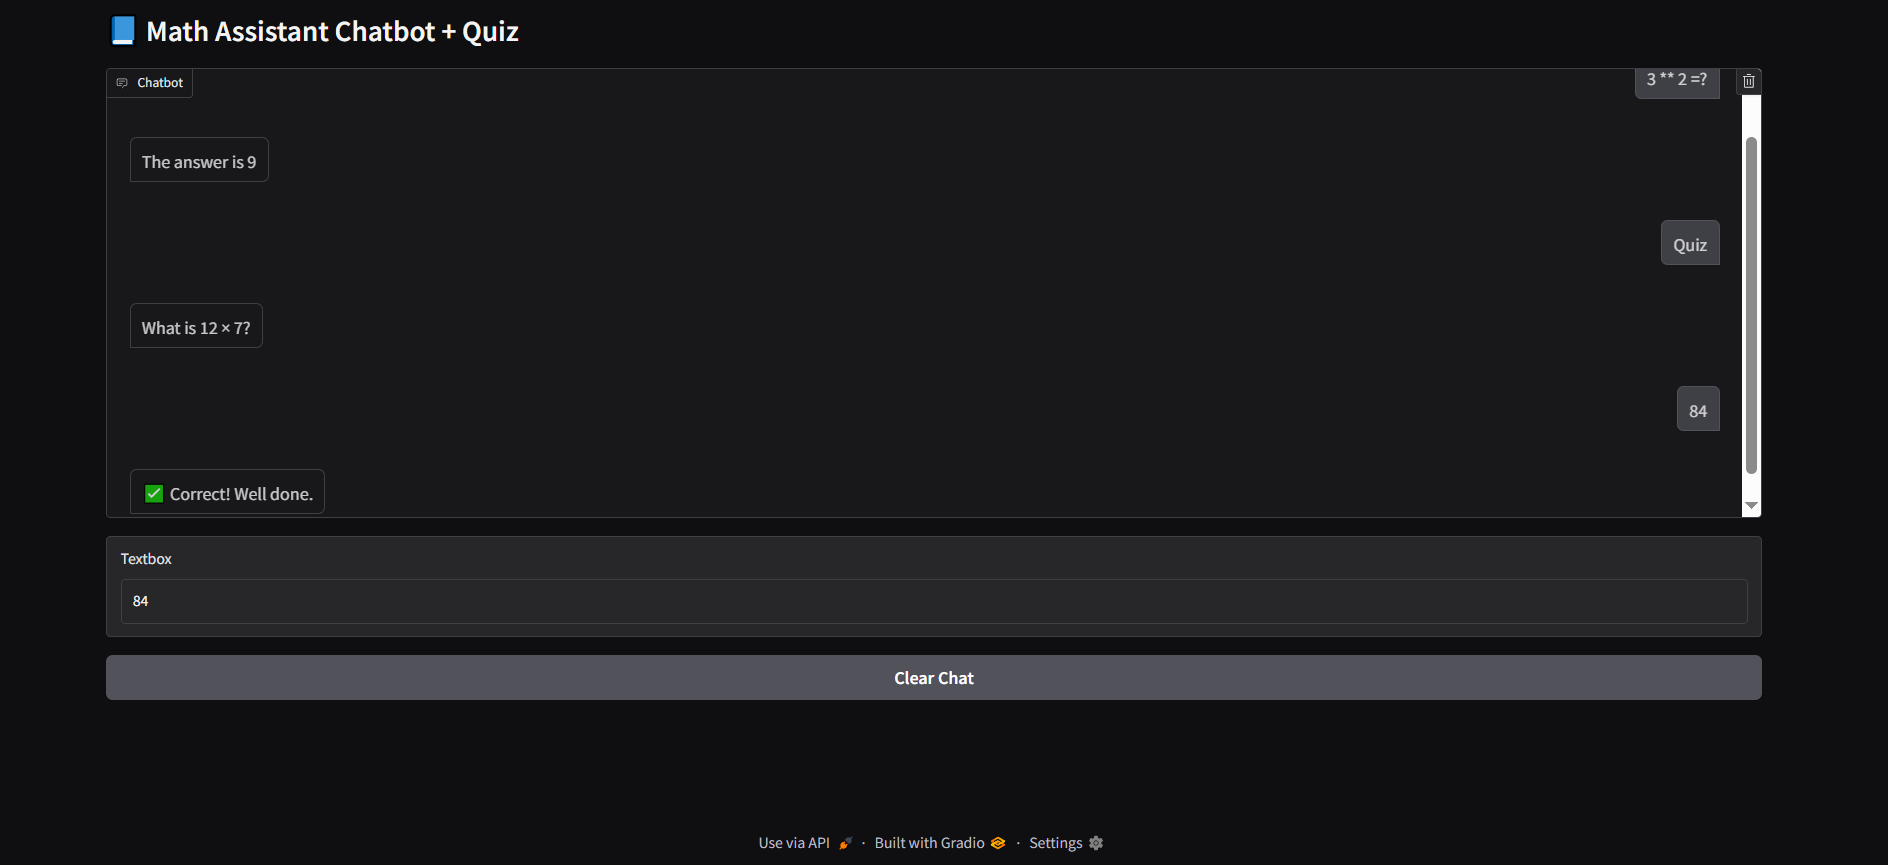 📘 Math Assistant Chatbot + Quiz
Chatbot
3 ** 2 =?
The answer is 9
Quiz
What is 12 × 7?
84
✅ Correct! Well done.
Textbox
84
Clear Chat
Use via API 🚀 · Built with Gradio · Settings ⚙️